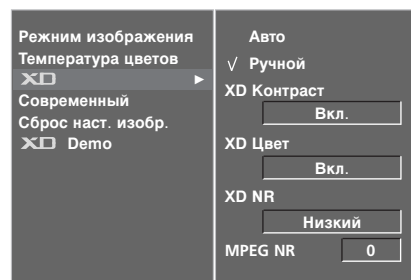 Режним изображения
Температура цветов
XD ►
Современный
Сброс наст. изобр.
XD Demo
Авто
√ Ручной
XD Контраст
Вкл.
XD Цвет
Вкл.
XD NR
Низкий
MPEG NR 0